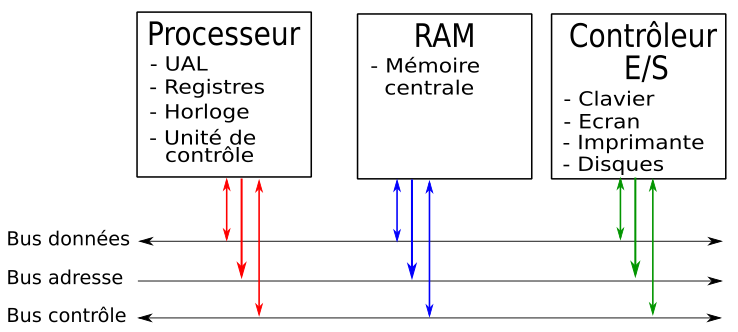 Processeur
- UAL
- Registres
- Horloge
- Unité de
contrôle
RAM
- Mémoire
centrale
Contrôleur
E/S
- Clavier
- Ecran
- Imprimante
- Disques
Bus données
Bus adresse
Bus contrôle